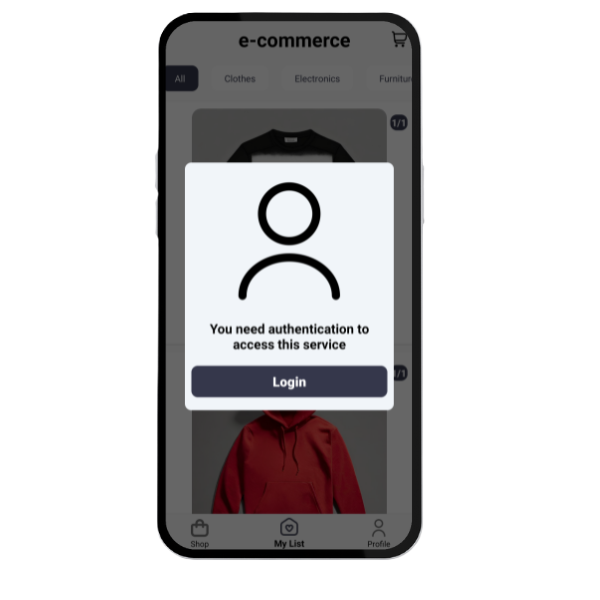 e-commerce
All
Clothes
Electronics
Furnitur
1/1
You need authentication to
access this service
Login
1/1
Shop
My List
Profile